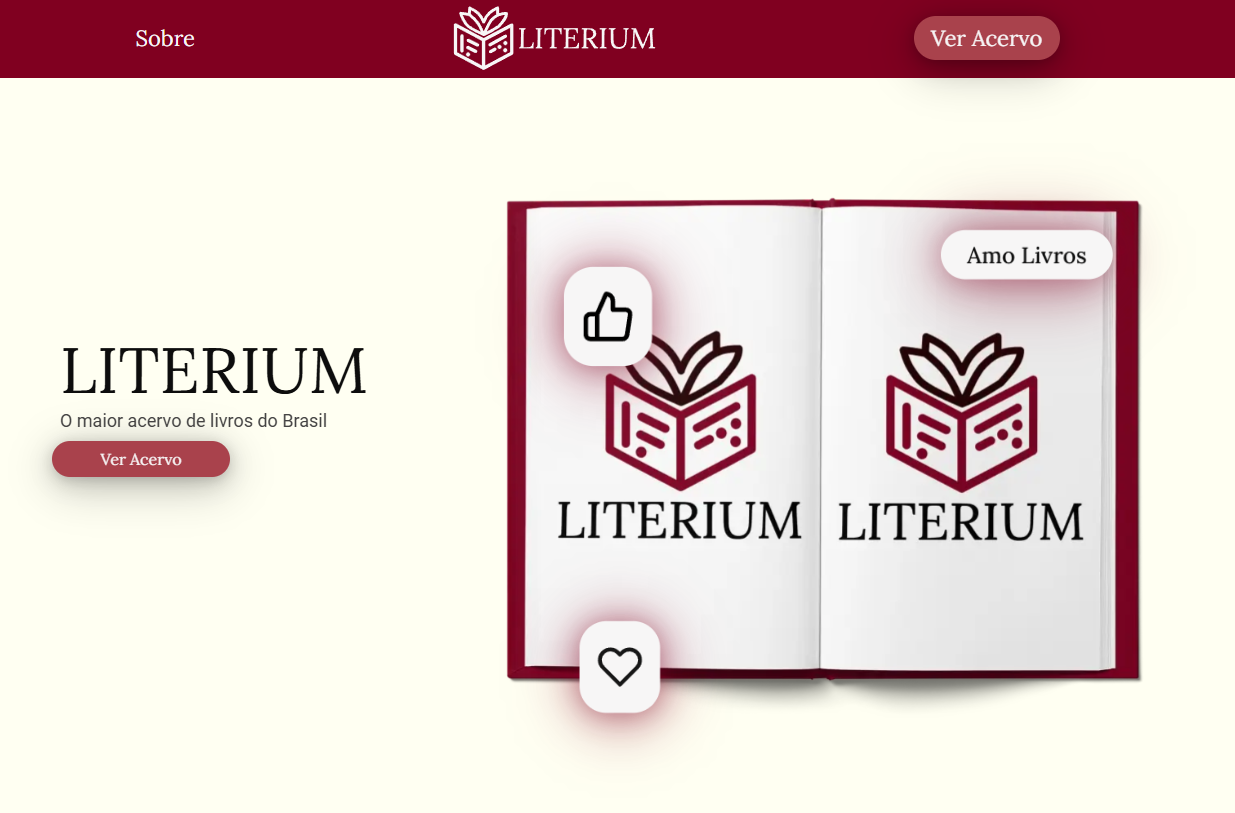 Sobre
LITERIUM
Ver Acervo
Amo Livros
LITERIUM
O maior acervo de livros do Brasil
Ver Acervo
LITERIUM
LITERIUM